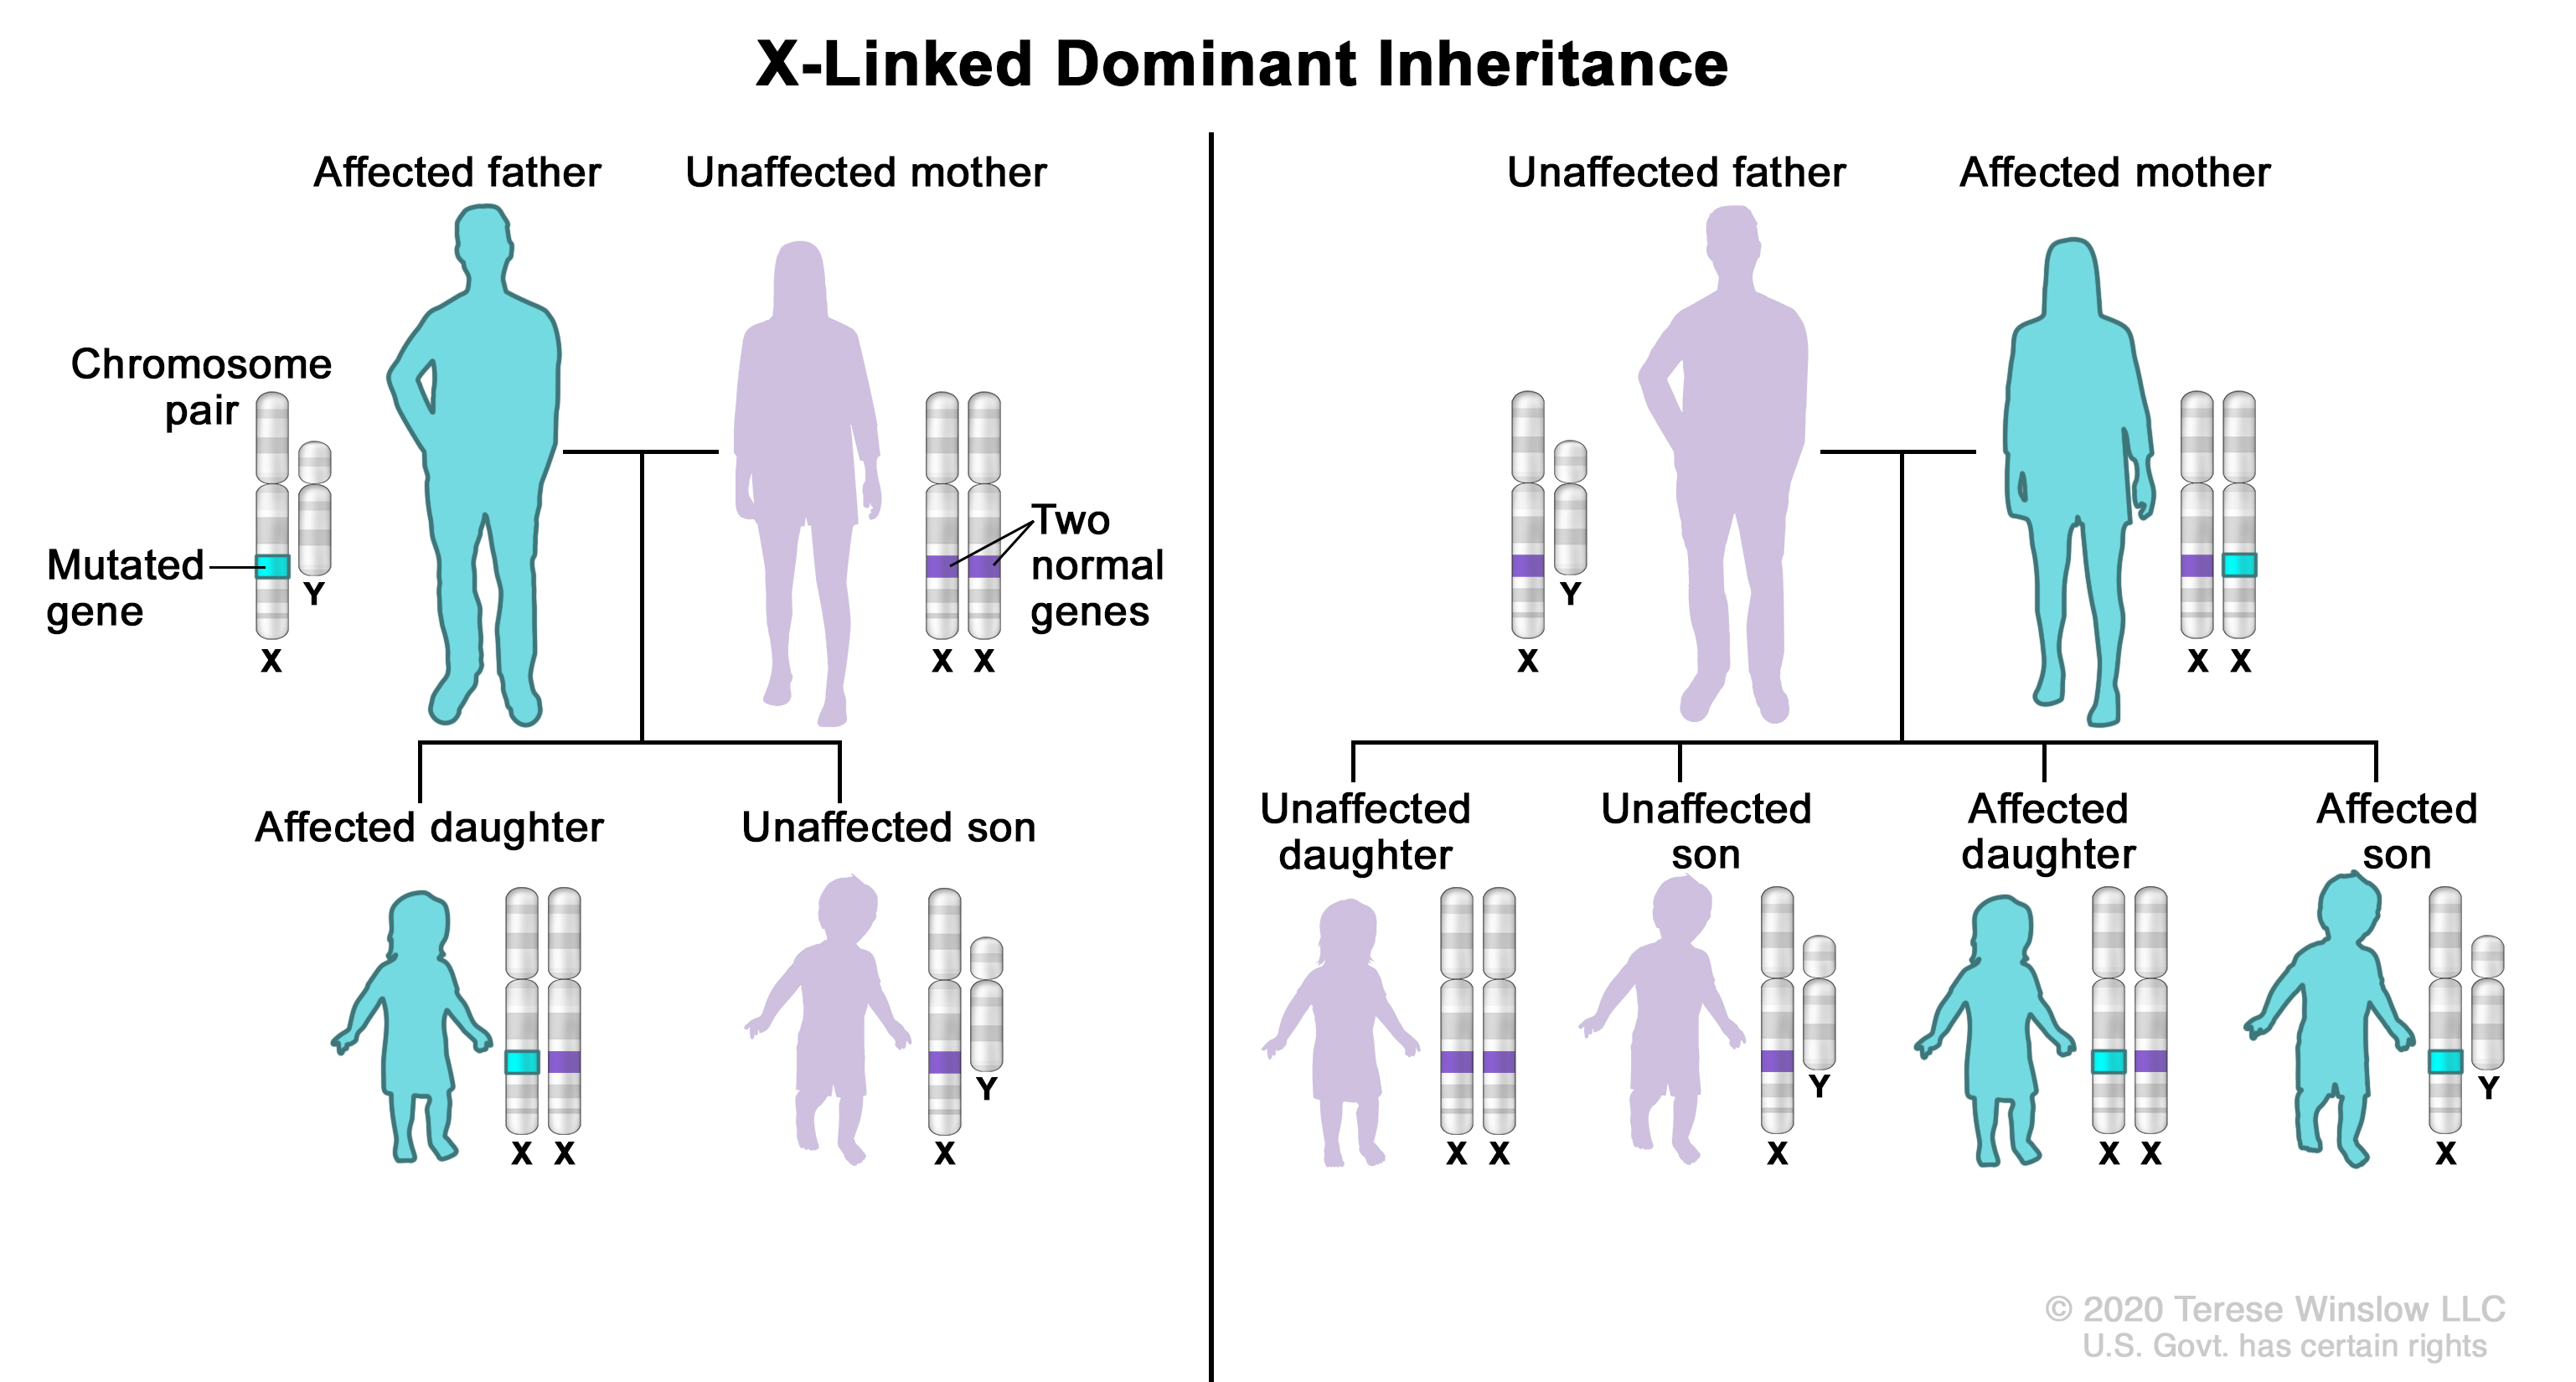 X-Linked Dominant Inheritance
Affected father
Unaffected mother
Chromosome
pair
Mutated
gene
Y
X
Two
normal
genes
X X
Affected daughter
Unaffected son
X X
Y
X
Unaffected father
Affected mother
Y
X
X X
Unaffected
daughter
Unaffected
son
Affected
daughter
Affected
son
X X
Y
X
X X
Y
X
© 2020 Terese Winslow LLC
U.S. Govt. has certain rights